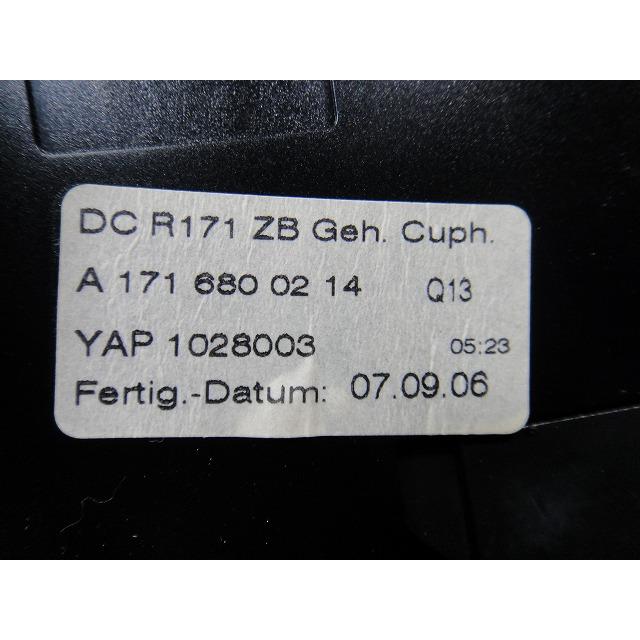 DC R171 ZB Geh. Cuph.
A 171 680 02 14 Q13
YAP 1028003 05:23
Fertig.-Datum: 07.09.06